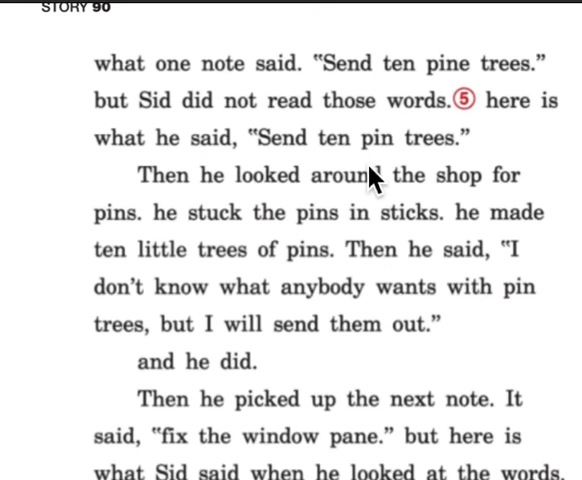 STORY 90
what one note said. "Send ten pine trees."
but Sid did not read those words.⑤ here is
what he said, "Send ten pin trees."
Then he looked around the shop for
pins. he stuck the pins in sticks. he made
ten little trees of pins. Then he said, "I
don't know what anybody wants with pin
trees, but I will send them out."
and he did.
Then he picked up the next note. It
said, "fix the window pane." but here is
what Sid said when he looked at the words.